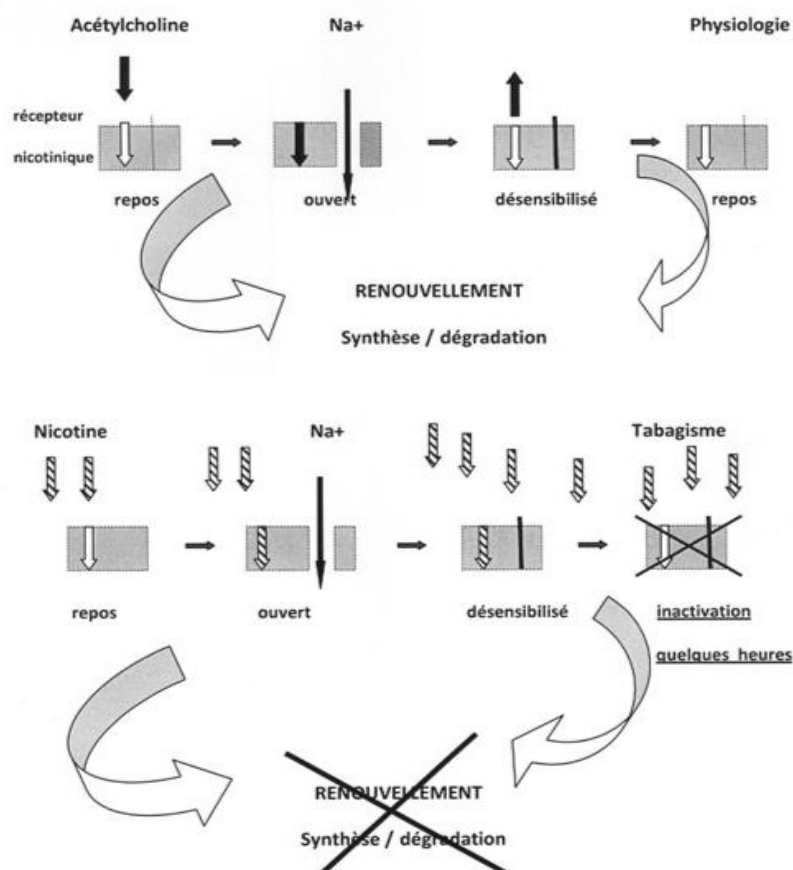 Acétylcholine Na+ Physiologie
récepteur
nicotinique
repos ouvert désensibilisé repos
RENOUVELLEMENT
Synthèse / dégradation
Nicotine Na+ Tabagisme
repos ouvert désensibilisé inactivation
quelques heures
RENOUVELLEMENT
Synthèse / dégradation